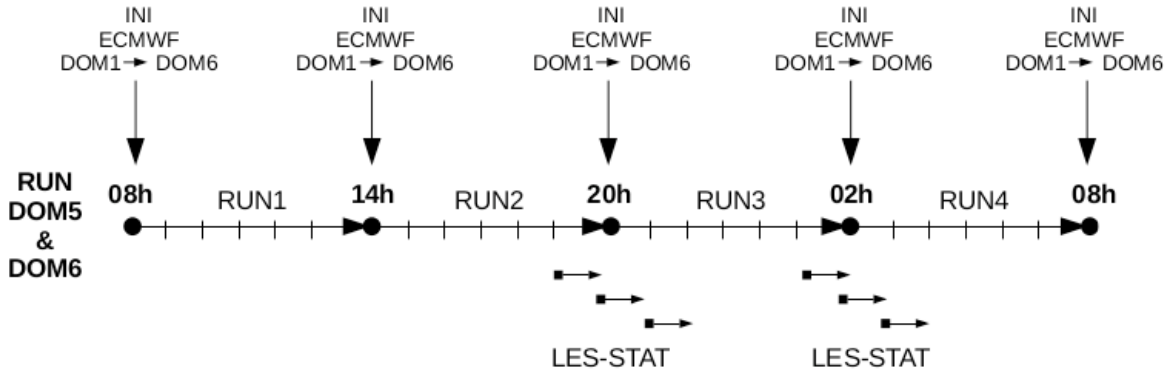 INI
ECMWF
DOM1 DOM6
INI
ECMWF
DOM1 DOM6
INI
ECMWF
DOM1 DOM6
INI
ECMWF
DOM1 DOM6
INI
ECMWF
DOM1 DOM6
RUN
DOM5
&
DOM6
08h
RUN1
14h
RUN2
20h
RUN3
02h
RUN4
08h
LES-STAT
LES-STAT